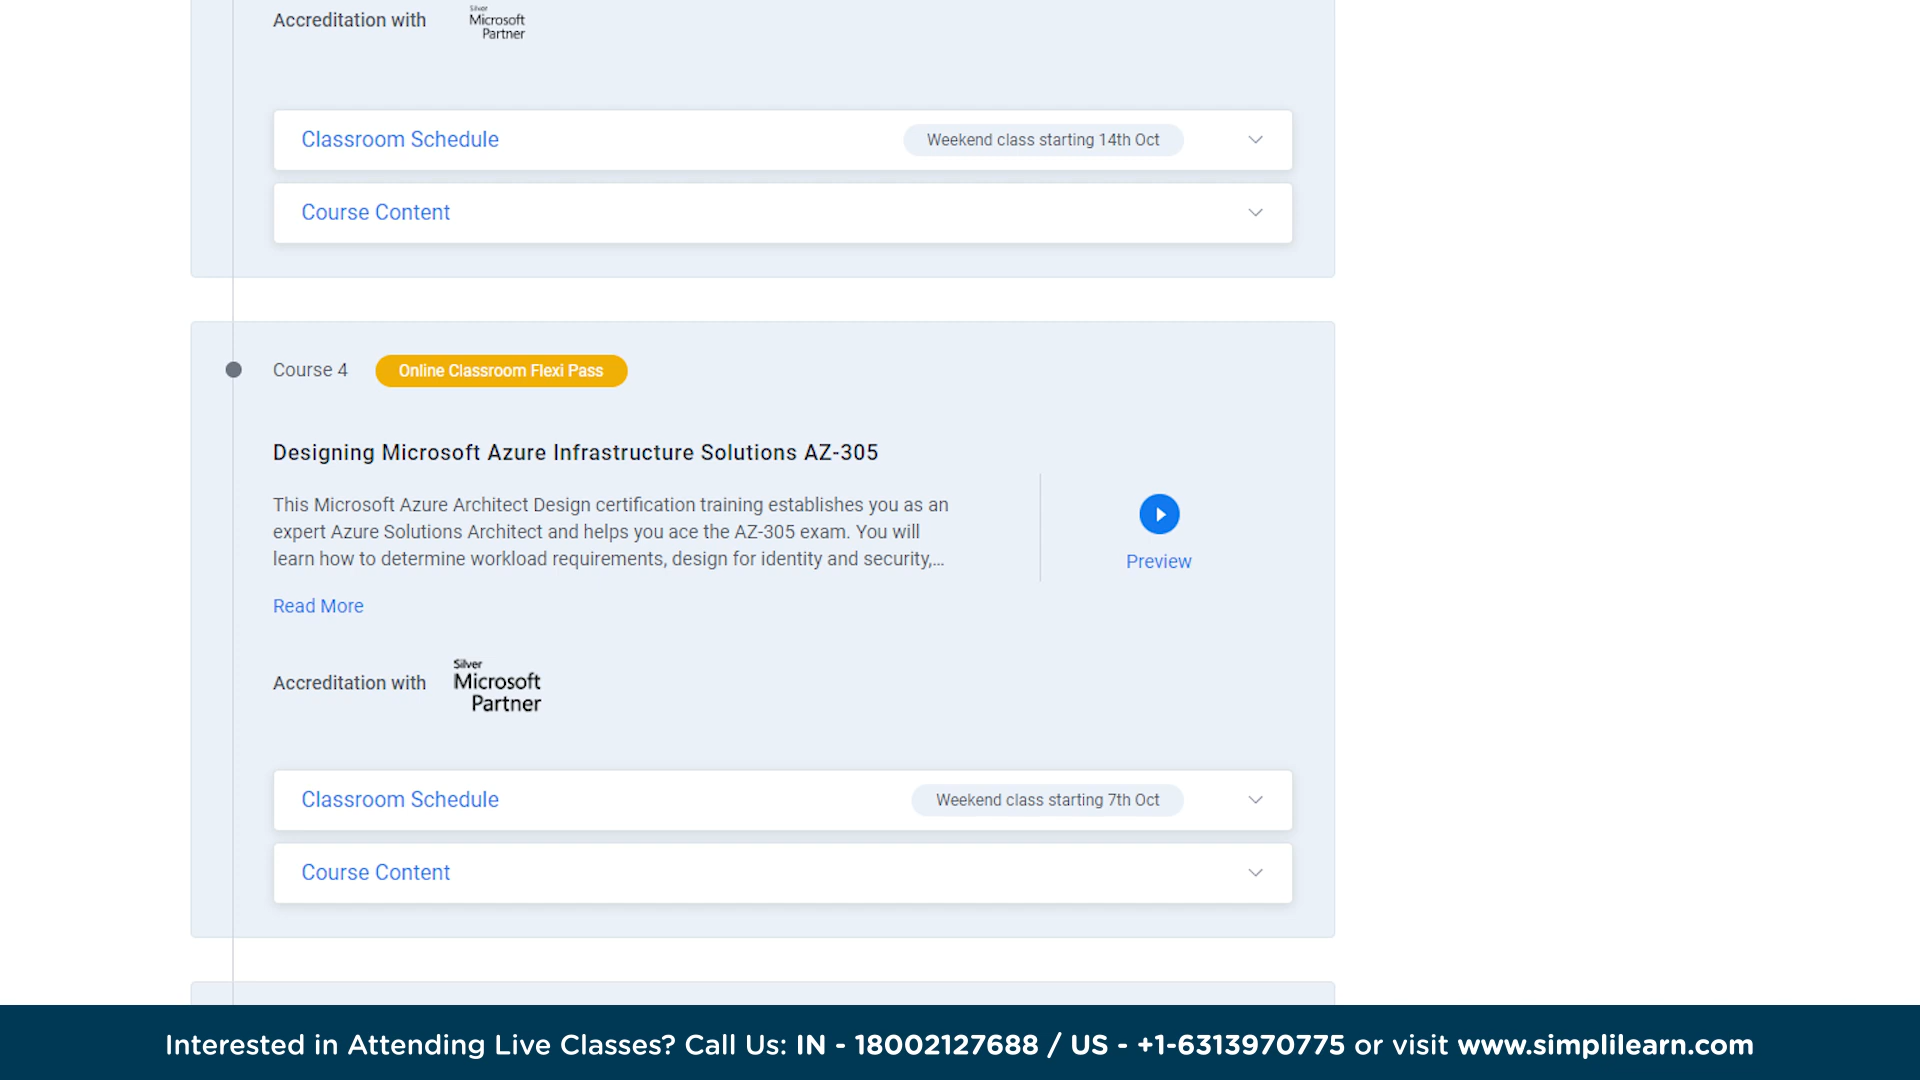 Accreditation with
Silver
Microsoft
Partner
Classroom Schedule
Weekend class starting 14th Oct
Course Content
Course 4
Online Classroom Flexi Pass
Designing Microsoft Azure Infrastructure Solutions AZ-305
This Microsoft Azure Architect Design certification training establishes you as an
expert Azure Solutions Architect and helps you ace the AZ-305 exam. You will
learn how to determine workload requirements, design for identity and security,...
Preview
Read More
Accreditation with
Silver
Microsoft
Partner
Classroom Schedule
Weekend class starting 7th Oct
Course Content
Interested in Attending Live Classes? Call Us: IN - 18002127688 / US - +1-6313970775 or visit www.simplilearn.com